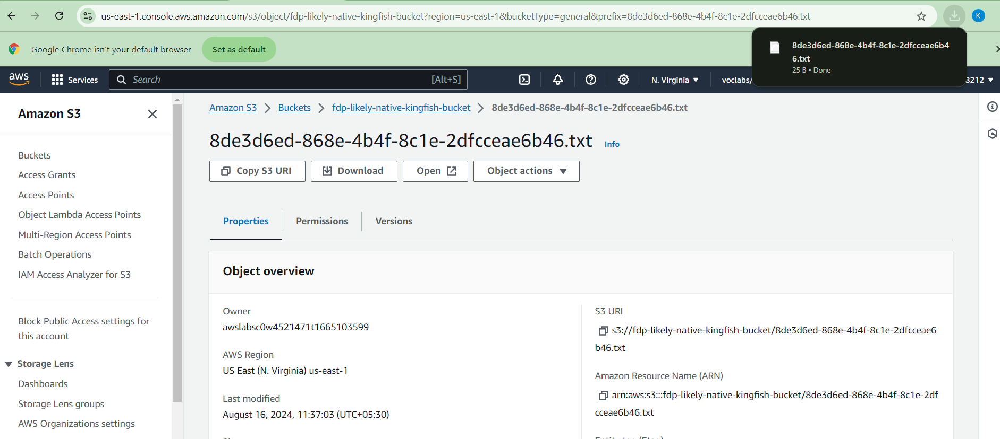 us-east-1.console.aws.amazon.com/s3/object/fdp-likely-native-kingfish-bucket?region=us-east-1&bucketType=general&prefix=8de3d6ed-868e-4b4f-8c1e-2dfcceae6b46.txt
K
Google Chrome isn't your default browser
Set as default
8de3d6ed-868e-4b4f-8c1e-2dfcceae6b4
6.txt
25 B • Done
aws
Services
Search
[Alt+S]
N. Virginia
voclabs/
8212
Amazon S3
Buckets
Access Grants
Access Points
Object Lambda Access Points
Multi-Region Access Points
Batch Operations
IAM Access Analyzer for S3
Block Public Access settings for
this account
Storage Lens
Dashboards
Storage Lens groups
AWS Organizations settings
Amazon S3 > Buckets > fdp-likely-native-kingfish-bucket > 8de3d6ed-868e-4b4f-8c1e-2dfcceae6b46.txt
8de3d6ed-868e-4b4f-8c1e-2dfcceae6b46.txt Info
Copy S3 URI
Download
Open
Object actions
Properties
Permissions
Versions
Object overview
Owner
awslabsc0w4521471t1665103599
AWS Region
US East (N. Virginia) us-east-1
Last modified
August 16, 2024, 11:37:03 (UTC+05:30)
S3 URI
s3://fdp-likely-native-kingfish-bucket/8de3d6ed-868e-4b4f-8c1e-2dfcceae6
b46.txt
Amazon Resource Name (ARN)
arn:aws:s3:::fdp-likely-native-kingfish-bucket/8de3d6ed-868e-4b4f-8c1e-2df
cceae6b46.txt